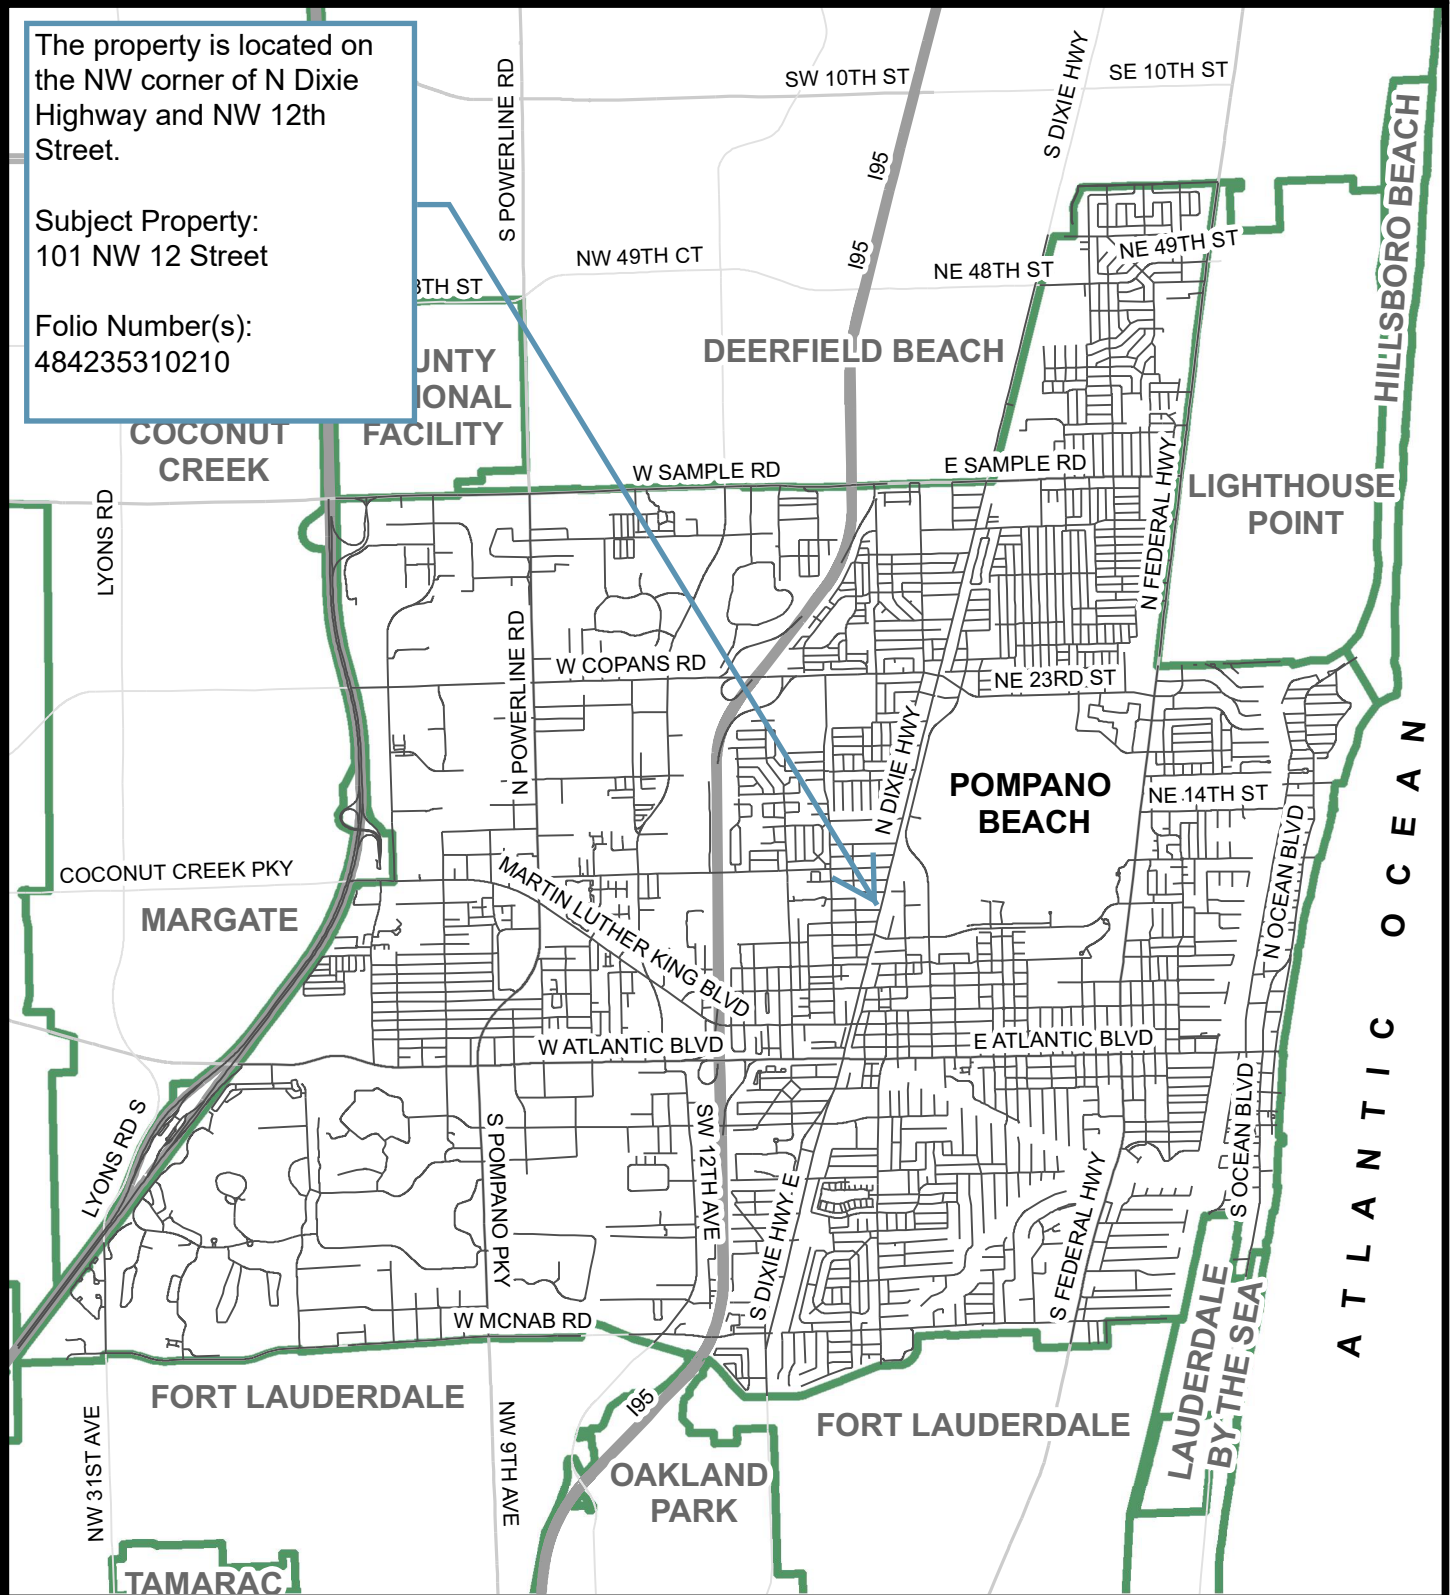 The property is located on
the NW corner of N Dixie
Highway and NW 12th
Street.
Subject Property:
101 NW 12 Street
Folio Number(s):
484235310210
S POWERLINE RD
SW 10TH ST
SE 10TH ST
S DIXIE HWY
I95
HILLSBORO BEACH
NW 49TH CT
I95
NE 48TH ST
NE 49TH ST
8TH ST
UNTY
IONAL
FACILITY
DEERFIELD BEACH
COCONUT
CREEK
W SAMPLE RD
E SAMPLE RD
LIGHTHOUSE
POINT
LYONS RD
N FEDERAL HWY
N POWERLINE RD
W COPANS RD
NE 23RD ST
N DIXIE HWY
POMPANO
BEACH
NE 14TH ST
N OCEAN BLVD
COCONUT CREEK PKY
MARGATE
MARTIN LUTHER KING BLVD
W ATLANTIC BLVD
E ATLANTIC BLVD
ATLANTIC OCEAN
LYONS RD S
S POMPANO PKY
SW 12TH AVE
S DIXIE HWY E
S FEDERAL HWY
S OCEAN BLVD
W MCNAB RD
FORT LAUDERDALE
I95
FORT LAUDERDALE
LAUDERDALE
BY THE SEA
NW 31ST AVE
NW 9TH AVE
OAKLAND
PARK
TAMARAC